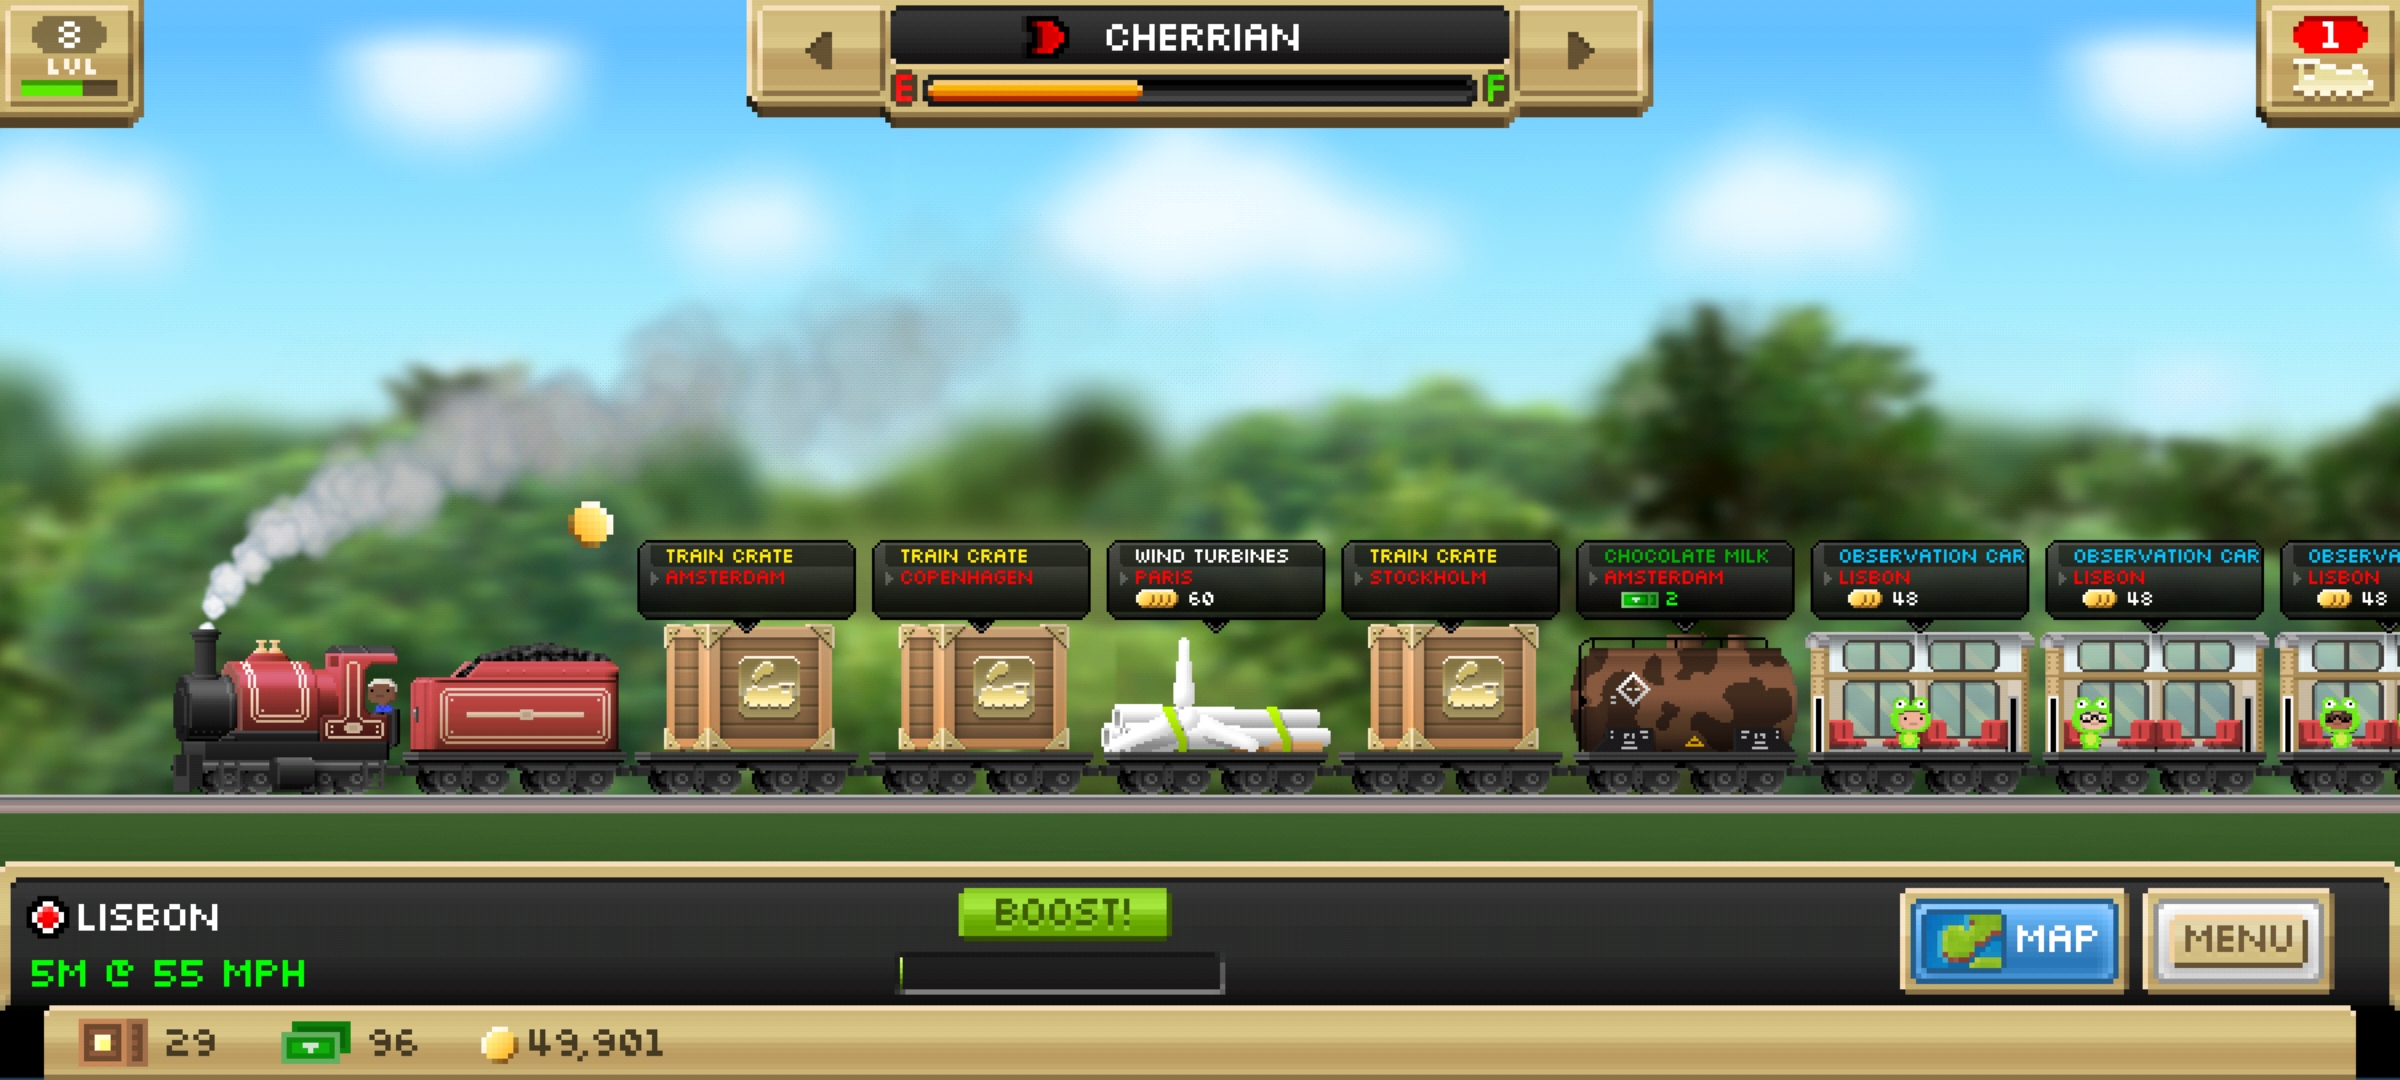 8
LVL
CHERRIAN
E F
1
TRAIN CRATE
AMSTERDAM
TRAIN CRATE
COPENHAGEN
WIND TURBINES
PARIS
60
TRAIN CRATE
STOCKHOLM
CHOCOLATE MILK
AMSTERDAM
2
OBSERVATION CAR
LISBON
48
OBSERVATION CAR
LISBON
48
OBSERVA
LISBON
48
LISBON
5M @ 55 MPH
BOOST!
MAP
MENU
29
96
49,901